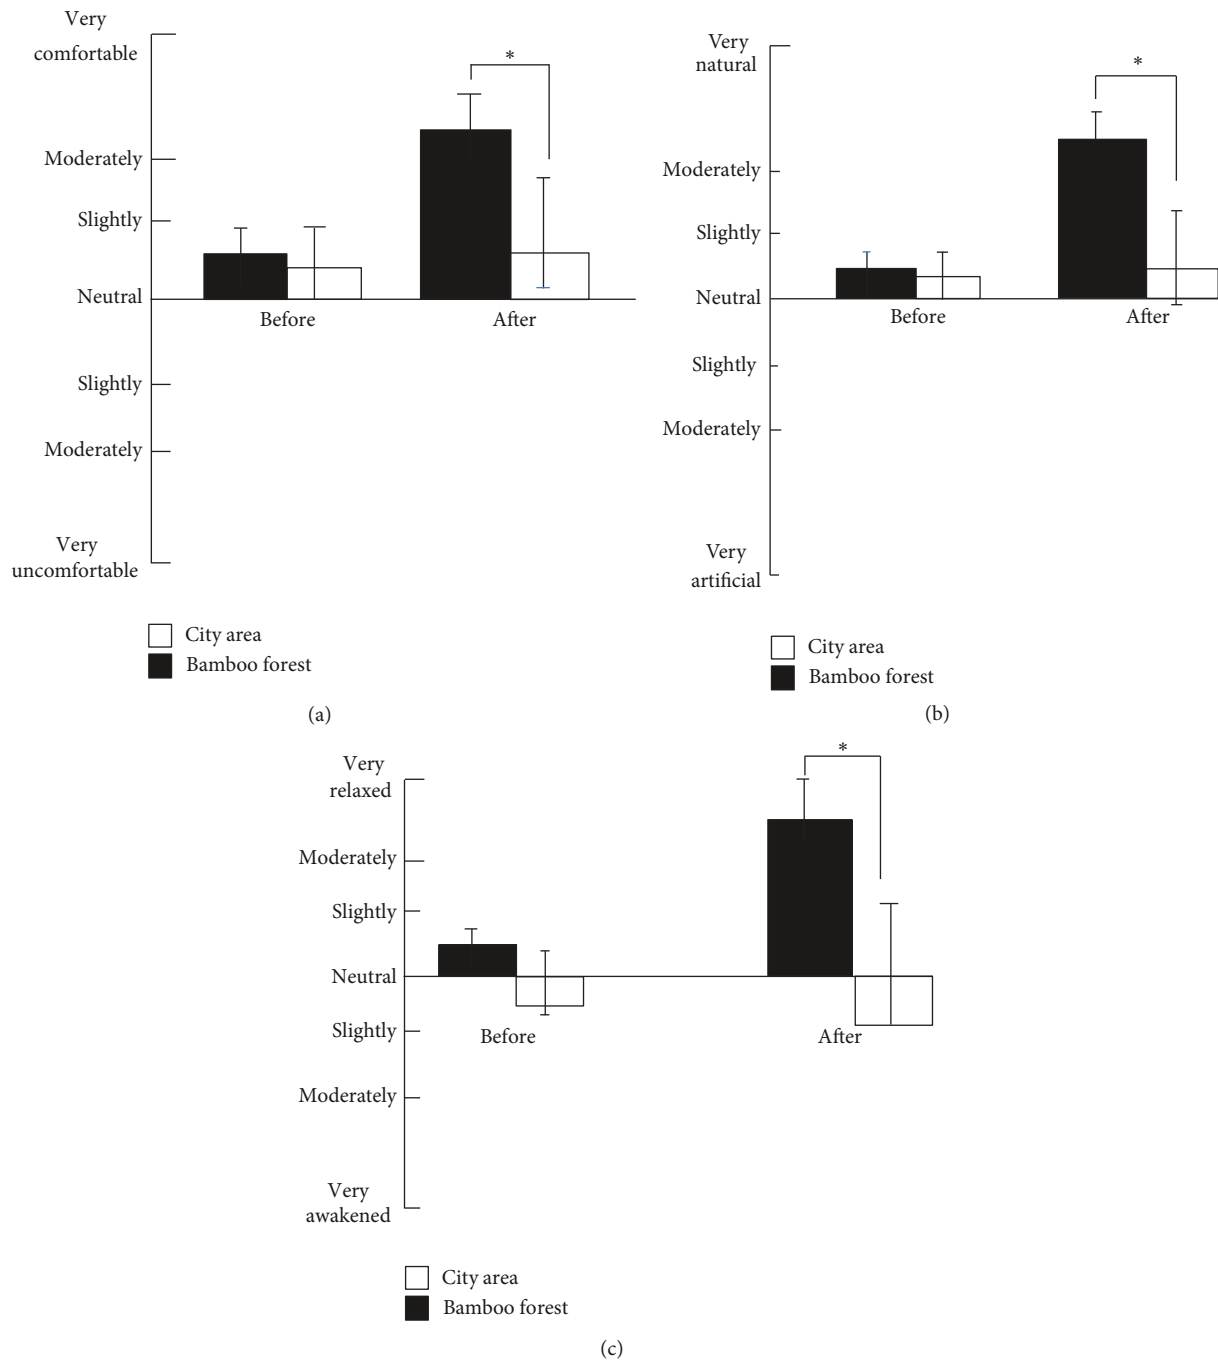 Very
comfortable
*
Moderately
Slightly
Neutral
Before
After
Slightly
Moderately
Very
uncomfortable
City area
Bamboo forest
(a)
Very
natural
*
Moderately
Slightly
Neutral
Before
After
Slightly
Moderately
Very
artificial
City area
Bamboo forest
(b)
Very
relaxed
*
Moderately
Slightly
Neutral
Slightly
Before
After
Moderately
Very
awakened
City area
Bamboo forest
(c)